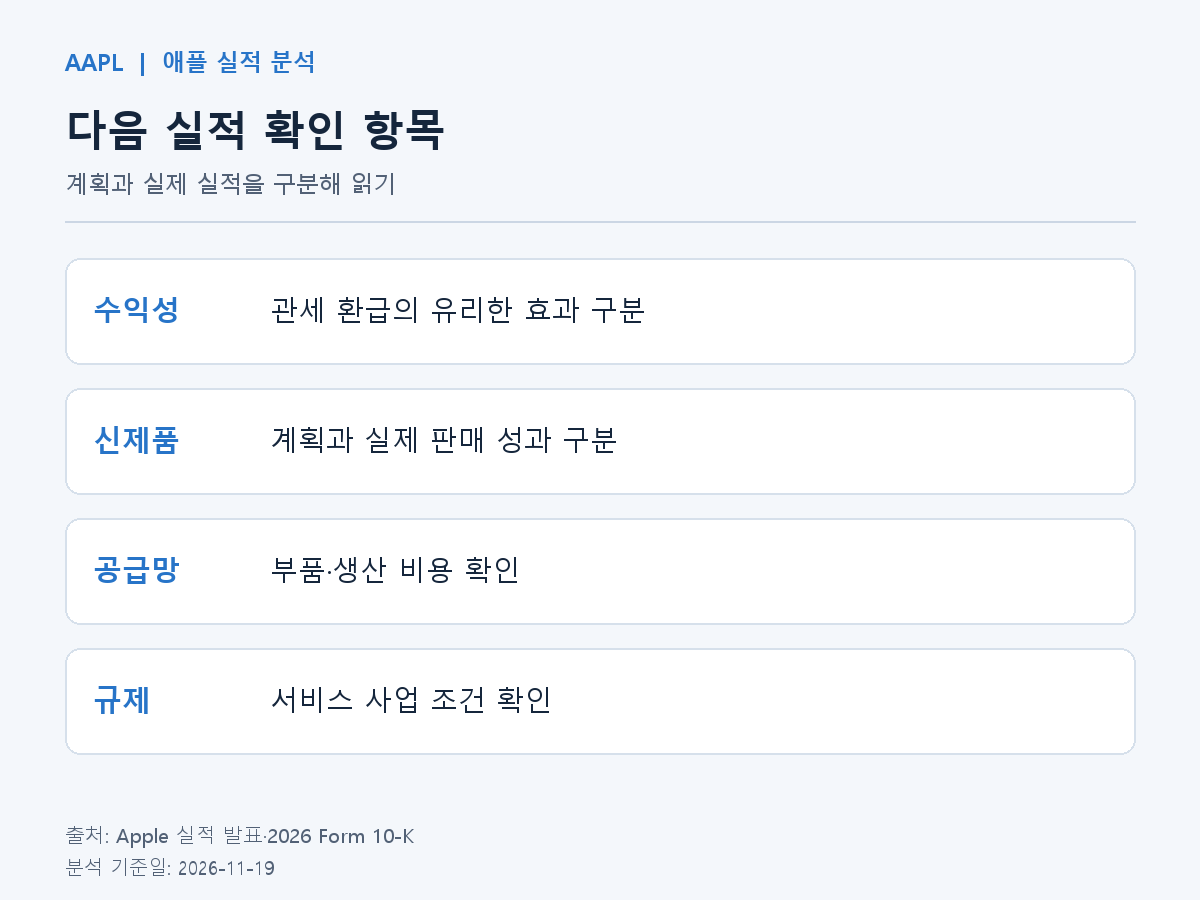 AAPL | 애플 실적 분석
다음 실적 확인 항목
계획과 실제 실적을 구분해 읽기
수익성 관세 환급의 유리한 효과 구분
신제품 계획과 실제 판매 성과 구분
공급망 부품·생산 비용 확인
규제 서비스 사업 조건 확인
출처: Apple 실적 발표·2026 Form 10-K
분석 기준일: 2026-11-19